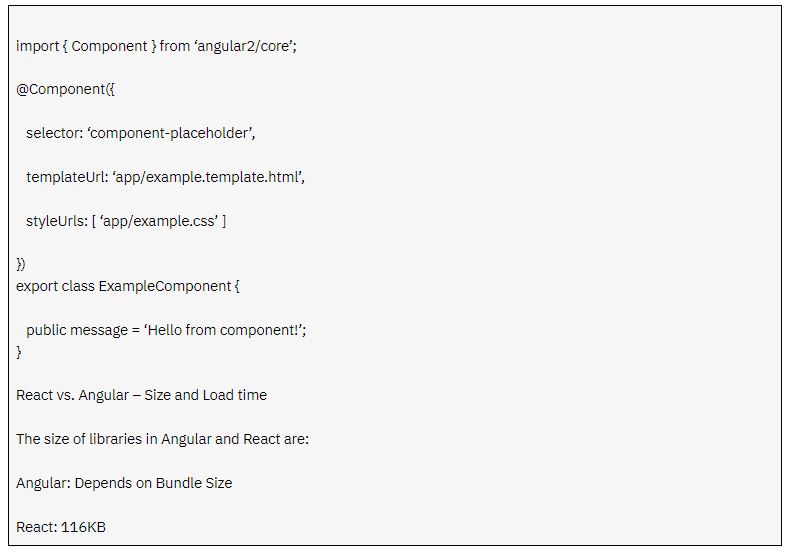 import { Component } from ‘angular2/core’;
@Component({
selector: ‘component-placeholder’,
templateUrl: ‘app/example.template.html’,
styleUrls: [ ‘app/example.css’ ]
})
export class ExampleComponent {
public message = ‘Hello from component!’;
}
React vs. Angular – Size and Load time
The size of libraries in Angular and React are:
Angular: Depends on Bundle Size
React: 116KB